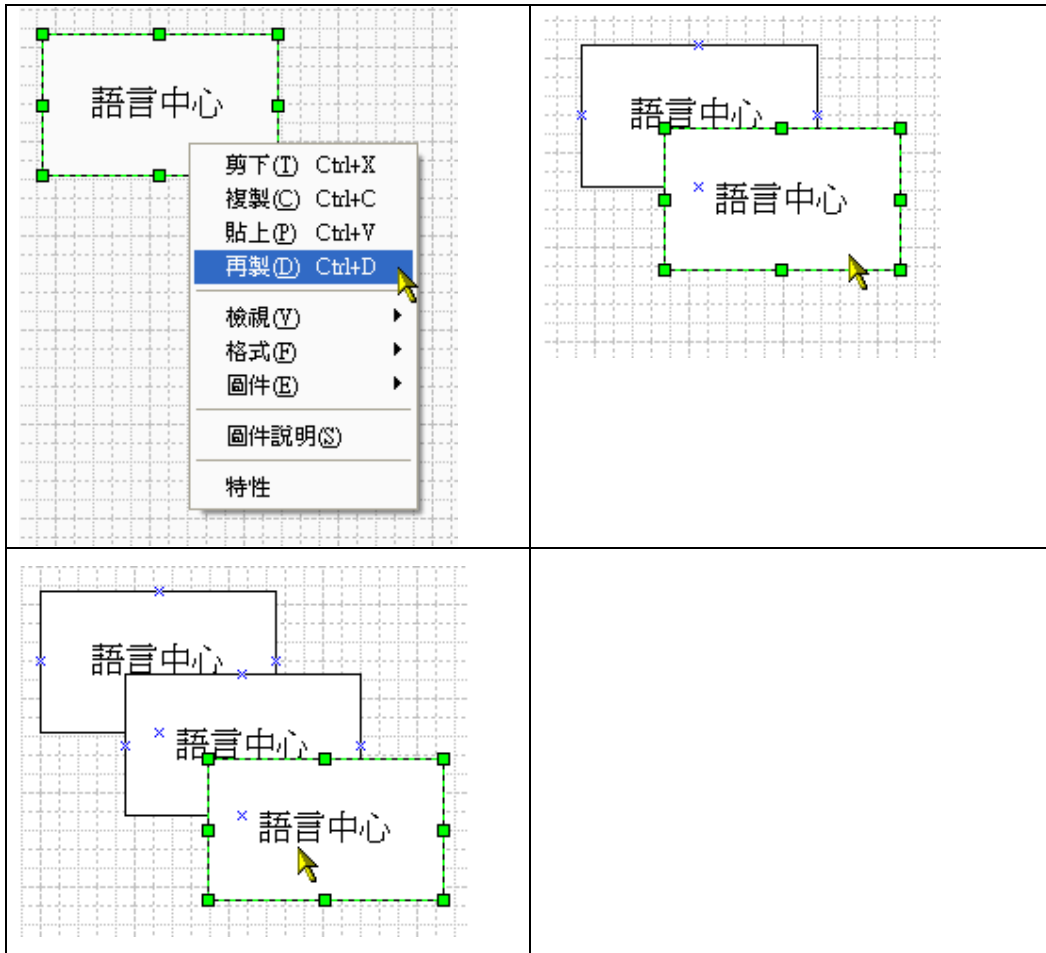 語言中心
剪下(T) Ctrl+X
複製(C) Ctrl+C
貼上(P) Ctrl+V
再製(D) Ctrl+D
檢視(V)
格式(F)
圖件(E)
圖件說明(S)
特性
語言中心
語言中心
語言中心
語言中心
語言中心